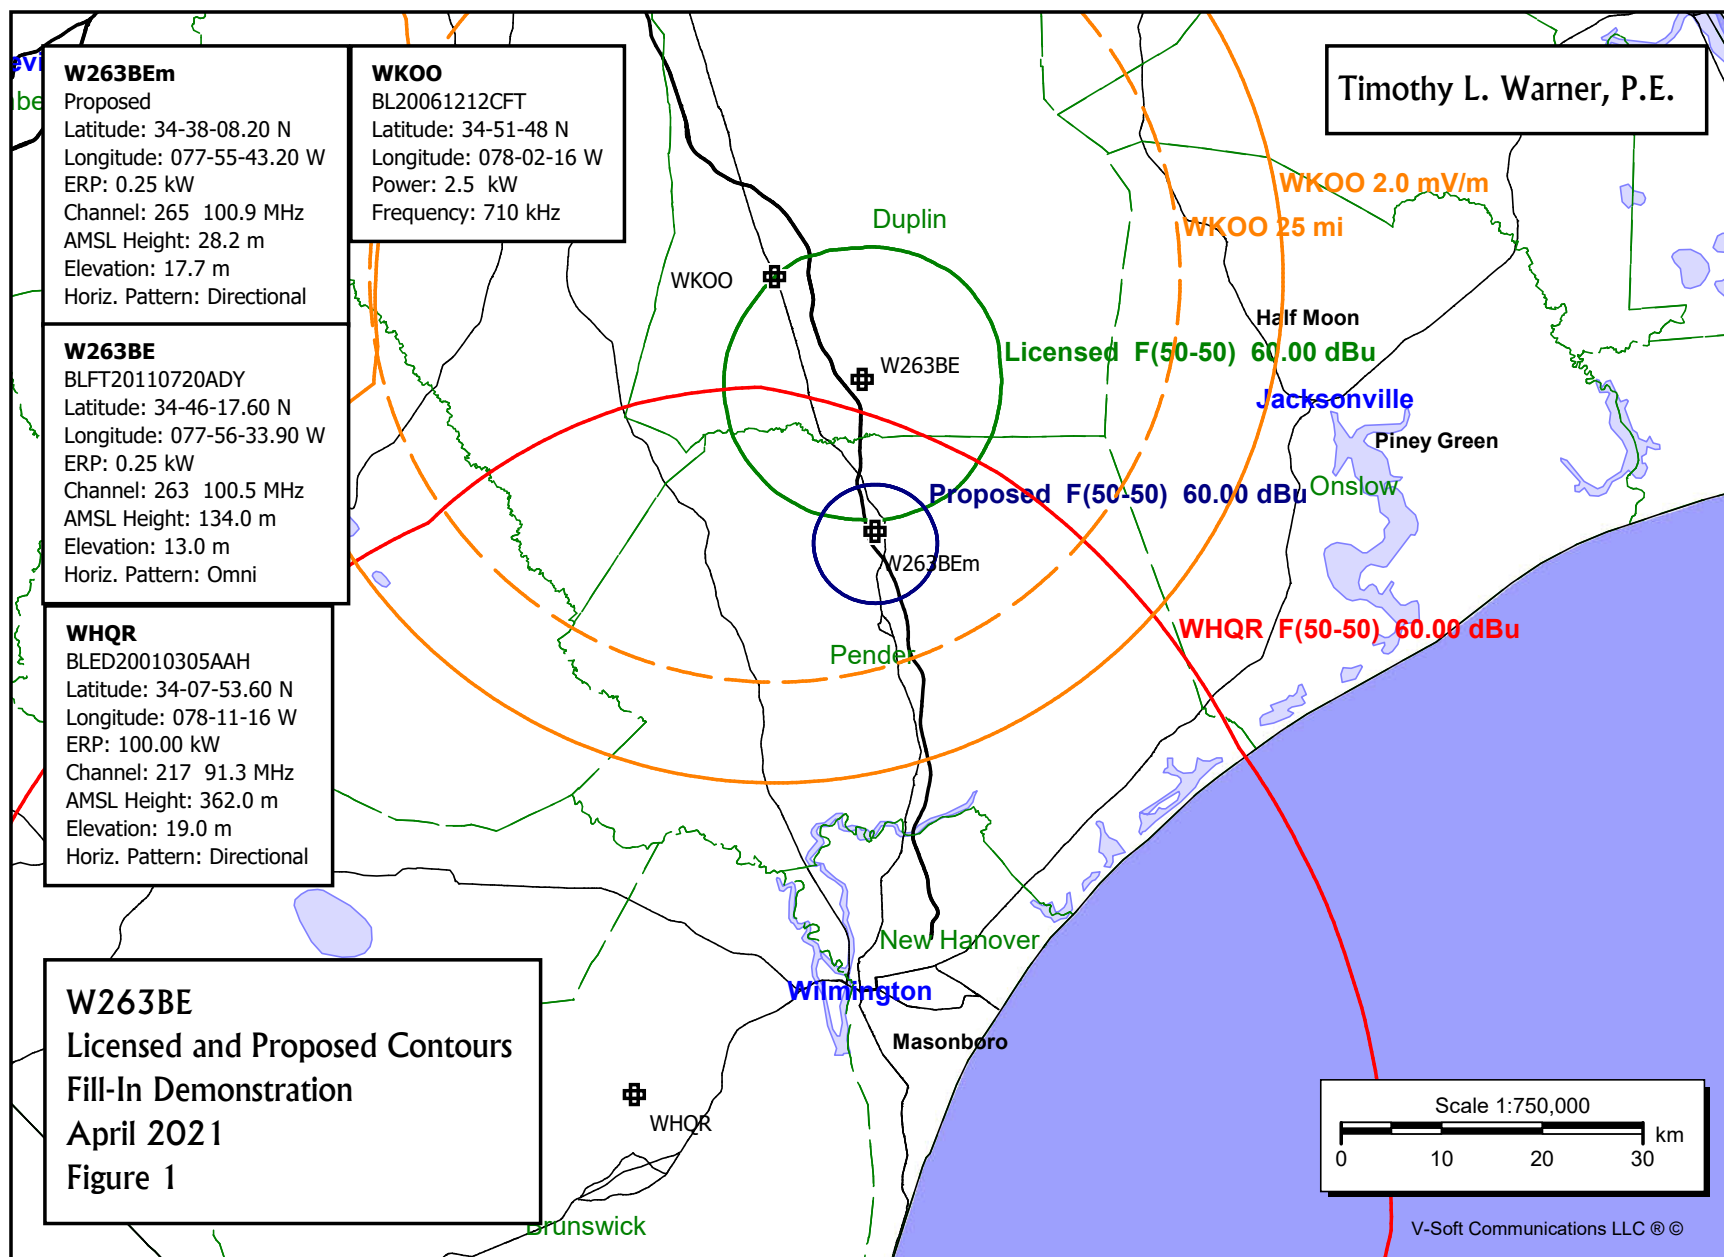 W263BEm
Proposed
Latitude: 34-38-08.20 N
Longitude: 077-55-43.20 W
ERP: 0.25 kW
Channel: 265  100.9 MHz
AMSL Height: 28.2 m
Elevation: 17.7 m
Horiz. Pattern: Directional
WKOO
BL20061212CFT
Latitude: 34-51-48 N
Longitude: 078-02-16 W
Power: 2.5  kW
Frequency: 710 kHz
Timothy L. Warner, P.E.
W263BE
BLFT20110720ADY
Latitude: 34-46-17.60 N
Longitude: 077-56-33.90 W
ERP: 0.25 kW
Channel: 263  100.5 MHz
AMSL Height: 134.0 m
Elevation: 13.0 m
Horiz. Pattern: Omni
WHQR
BLED20010305AAH
Latitude: 34-07-53.60 N
Longitude: 078-11-16 W
ERP: 100.00 kW
Channel: 217  91.3 MHz
AMSL Height: 362.0 m
Elevation: 19.0 m
Horiz. Pattern: Directional
WKOO 2.0 mV/m
Duplin
WKOO 25 mi
WKOO
Half Moon
Licensed  F(50-50)  60.00 dBu
W263BE
Jacksonville
Piney Green
Onslow
Proposed  F(50-50)  60.00 dBu
W263BEm
WHQR  F(50-50)  60.00 dBu
Pender
New Hanover
Wilmington
Masonboro
WHQR
Brunswick
W263BE
Licensed and Proposed Contours
Fill-In Demonstration
April 2021
Figure 1
Scale 1:750,000
km
0 10 20 30
V-Soft Communications LLC ® ©